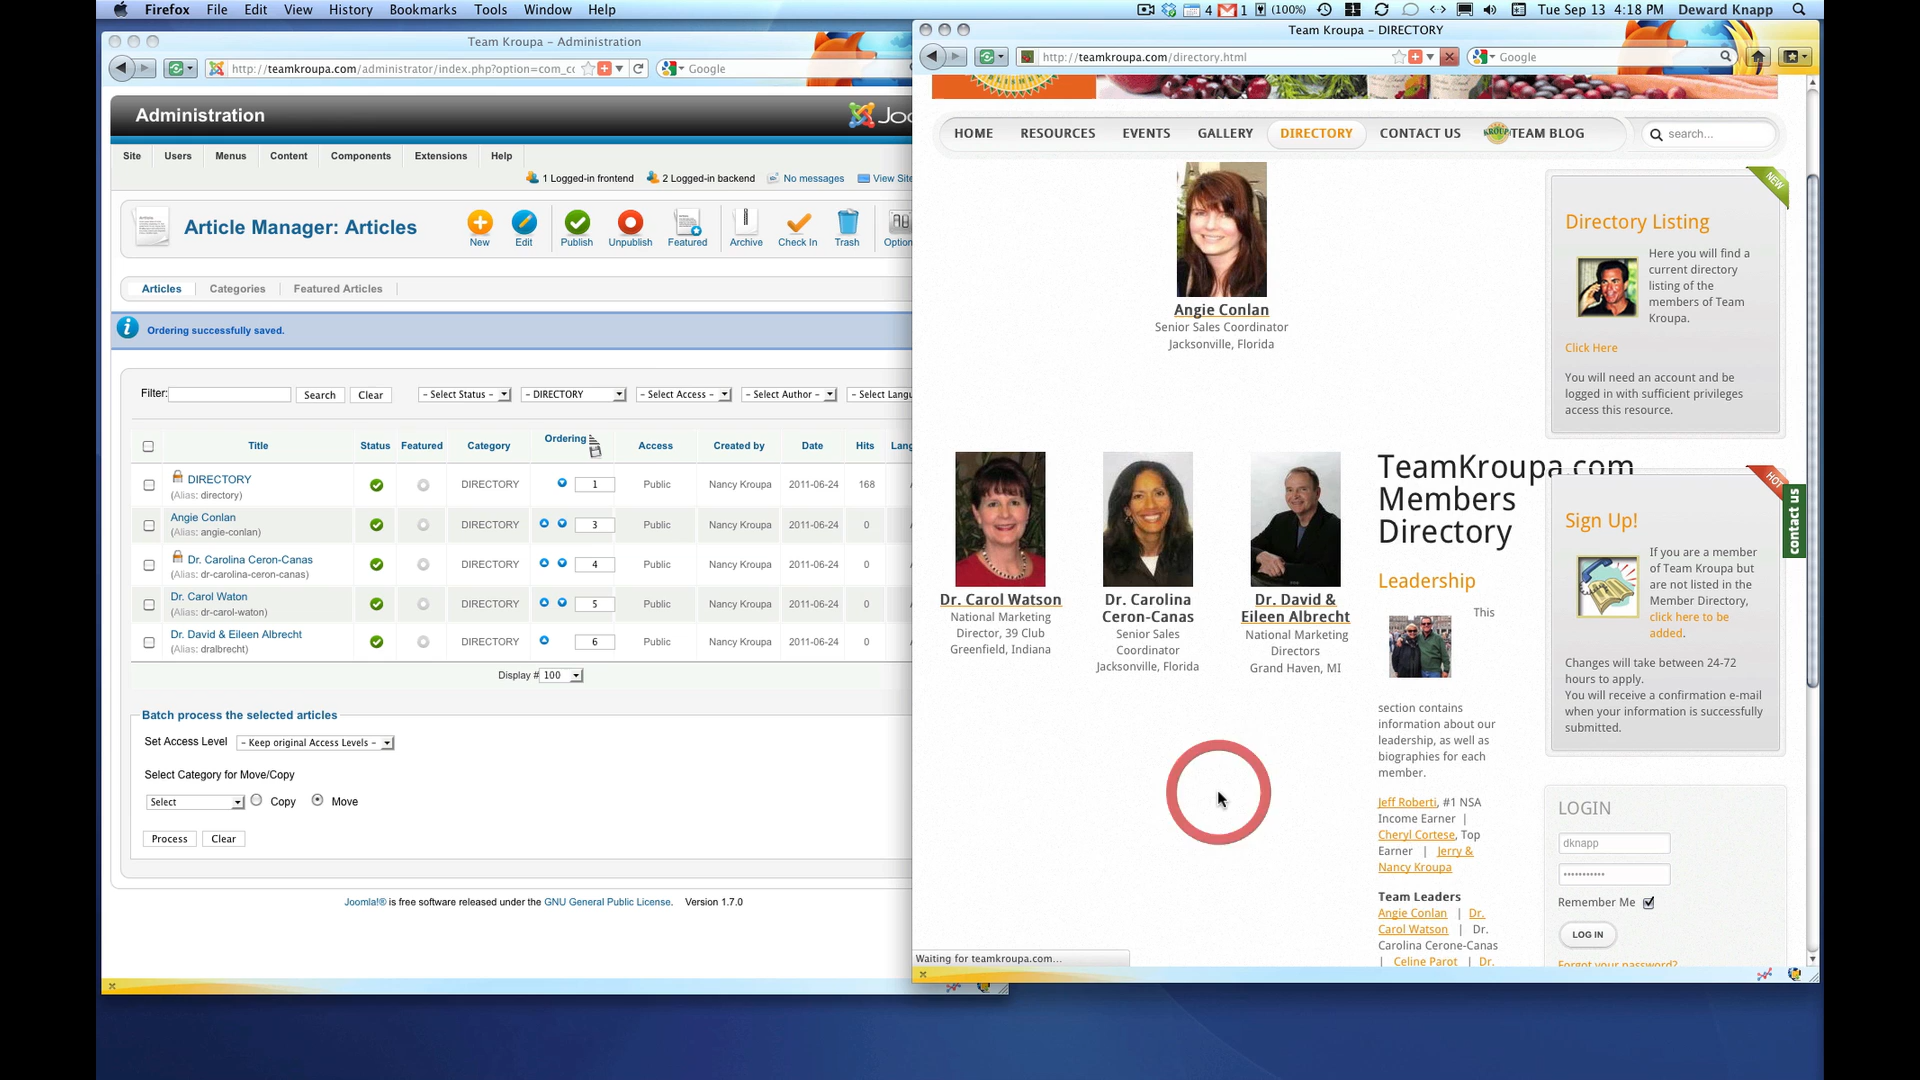 Firefox File Edit View History Bookmarks Tools Window Help
4 1 (100%) Tue Sep 13 4:18 PM Deward Knapp
Team Kroupa – Administration
http://teamkroupa.com/administrator/index.php?option=com_cc
Google
Administration
Joo
Site Users Menus Content Components Extensions Help
1 Logged-in frontend 2 Logged-in backend No messages View Site
Article Manager: Articles
New Edit Publish Unpublish Featured Archive Check In Trash Option
Articles Categories Featured Articles
Ordering successfully saved.
Filter: Search Clear - Select Status - - DIRECTORY - Select Access - - Select Author - - Select Langu
Title Status Featured Category Ordering Access Created by Date Hits Lang
DIRECTORY
(Alias: directory)
DIRECTORY 1 Public Nancy Kroupa 2011-06-24 168
Angie Conlan
(Alias: angie-conlan)
DIRECTORY 3 Public Nancy Kroupa 2011-06-24 0
Dr. Carolina Ceron-Canas
(Alias: dr-carolina-ceron-canas)
DIRECTORY 4 Public Nancy Kroupa 2011-06-24 0
Dr. Carol Waton
(Alias: dr-carol-waton)
DIRECTORY 5 Public Nancy Kroupa 2011-06-24 0
Dr. David & Eileen Albrecht
(Alias: dralbrecht)
DIRECTORY 6 Public Nancy Kroupa 2011-06-24 0
Display # 100
Batch process the selected articles
Set Access Level - Keep original Access Levels -
Select Category for Move/Copy
Select Copy Move
Process Clear
Joomla!® is free software released under the GNU General Public License. Version 1.7.0
Team Kroupa – DIRECTORY
http://teamkroupa.com/directory.html
Google
HOME RESOURCES EVENTS GALLERY DIRECTORY CONTACT US KROUPA TEAM BLOG
search...
Angie Conlan
Senior Sales Coordinator
Jacksonville, Florida
Dr. Carol Watson
National Marketing
Director, 39 Club
Greenfield, Indiana
Dr. Carolina
Ceron-Canas
Senior Sales
Coordinator
Jacksonville, Florida
Dr. David &
Eileen Albrecht
National Marketing
Directors
Grand Haven, MI
TeamKroupa.com
Members
Directory
Leadership
This
section contains
information about our
leadership, as well as
biographies for each
member.
Jeff Roberti, #1 NSA
Income Earner |
Cheryl Cortese, Top
Earner | Jerry &
Nancy Kroupa
Team Leaders
Angie Conlan | Dr.
Carol Watson | Dr.
Carolina Cerone-Canas
| Celine Parot | Dr.
NEW
Directory Listing
Here you will find a
current directory
listing of the
members of Team
Kroupa.
Click Here
You will need an account and be
logged in with sufficient privileges
access this resource.
HOT
Sign Up!
If you are a member
of Team Kroupa but
are not listed in the
Member Directory,
click here to be
added.
Changes will take between 24-72
hours to apply.
You will receive a confirmation e-mail
when your information is successfully
submitted.
contact us
LOGIN
dknapp
•••••••••••
Remember Me
LOG IN
Forgot your password?
Waiting for teamkroupa.com...